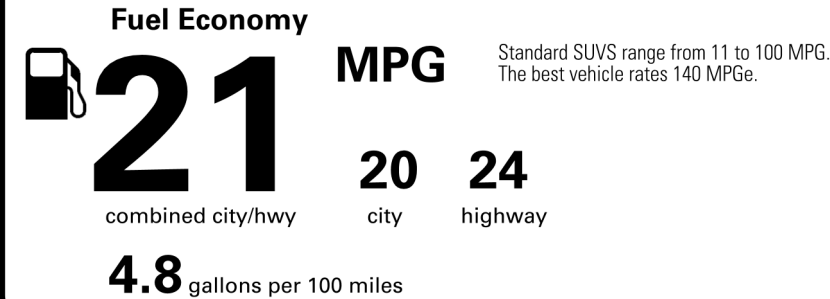 Fuel Economy
21 MPG
Standard SUVS range from 11 to 100 MPG.
The best vehicle rates 140 MPGe.
20 24
combined city/hwy city highway
4.8 gallons per 100 miles